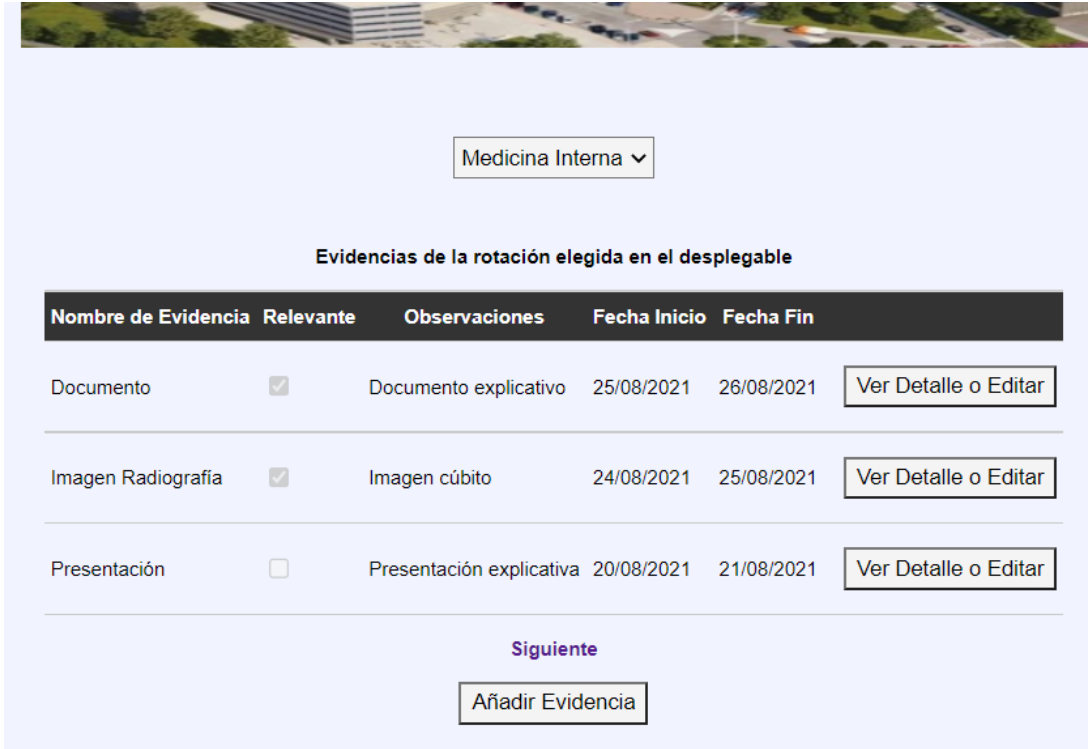 Medicina Interna
Evidencias de la rotación elegida en el desplegable
Nombre de Evidencia Relevante Observaciones Fecha Inicio Fecha Fin
Documento Documento explicativo 25/08/2021 26/08/2021 Ver Detalle o Editar
Imagen Radiografía Imagen cúbito 24/08/2021 25/08/2021 Ver Detalle o Editar
Presentación Presentación explicativa 20/08/2021 21/08/2021 Ver Detalle o Editar
Siguiente
Añadir Evidencia